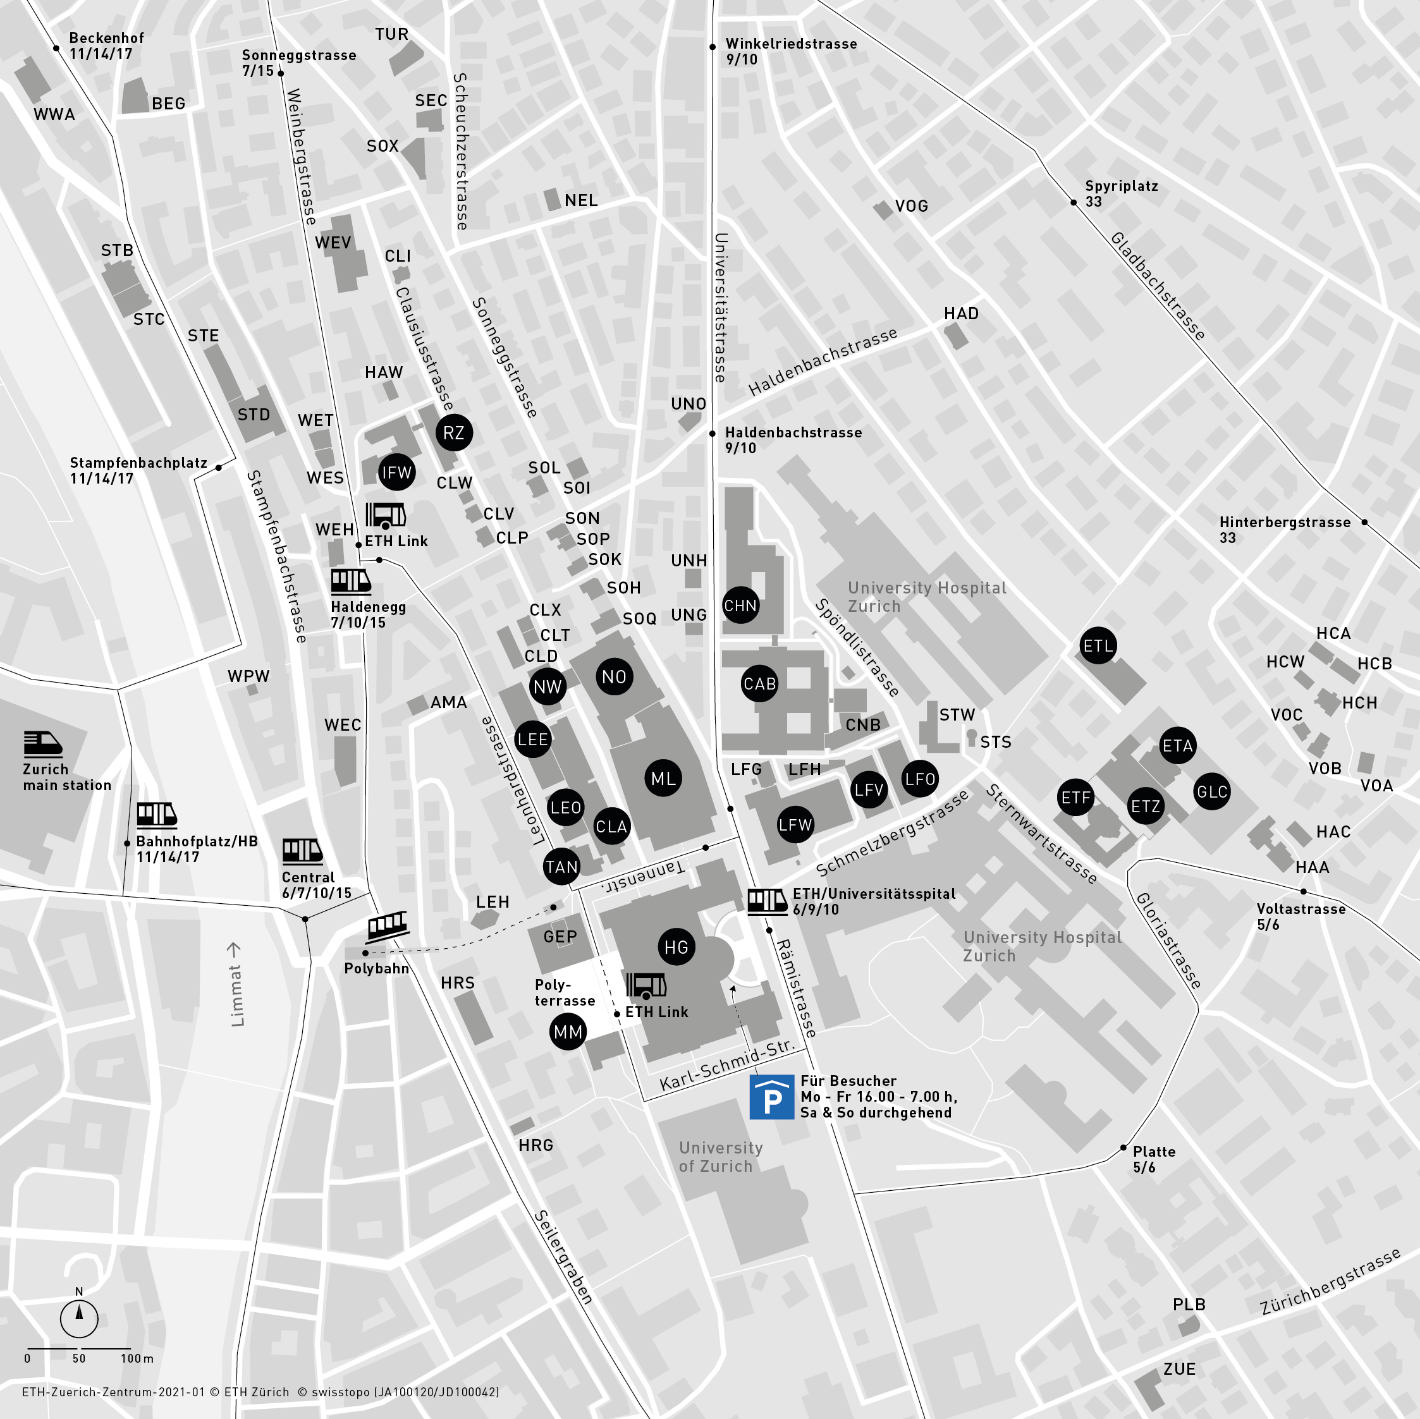 Beckenhof
11/14/17
Sonneggstrasse
7/15
TUR
Winkelriedstrasse
9/10
WWA
BEG
SEC
SOX
Weinbergstrasse
Scheuchzerstrasse
NEL
VOG
Spyriplatz
33
Gladbachstrasse
STB
STC
WEV
CLI
Clausiusstrasse
Sonneggstrasse
Universitätstrasse
HAD
Haldenbachstrasse
STE
STD
HAW
WET
WES
UNO
Haldenbachstrasse
9/10
RZ
IFW
CLW
SOL
SOI
Stampfenbachplatz
11/14/17
Stampfenbachstrasse
WEH
ETH Link
CLV
CLP
SON
SOP
SOK
SOH
SOQ
UNH
UNG
Hinterbergstrasse
33
Haldenegg
7/10/15
CLX
CLT
CLD
CHN
University Hospital
Zurich
Spöndlistrasse
ETL
HCA
HCB
HCW
HCH
VOC
VOB
VOA
WPW
WEC
AMA
NW
NO
CAB
CNB
STW
STS
LEE
ML
LFG
LFH
LFV
LFO
ETA
GLC
ETF
ETZ
Zurich
main station
Leonhardstrasse
LEO
CLA
LFW
Schmelzbergstrasse
Sternwartstrasse
HAC
HAA
Bahnhofplatz/HB
11/14/17
Central
6/7/10/15
TAN
Tannenstr.
ETH/Universitätsspital
6/9/10
Voltastrasse
5/6
Gloriastrasse
LEH
GEP
HG
University Hospital
Zurich
Limmat
Polybahn
HRS
Poly-
terrasse
MM
ETH Link
Rämistrasse
Karl-Schmid-Str.
P
Für Besucher
Mo - Fr 16.00 - 7.00 h,
Sa & So durchgehend
HRG
University
of Zurich
Platte
5/6
Seilergraben
Zürichbergstrasse
PLB
ZUE
N
0 50 100 m
ETH-Zuerich-Zentrum-2021-01 © ETH Zürich © swisstopo (JA100120/JD100042)